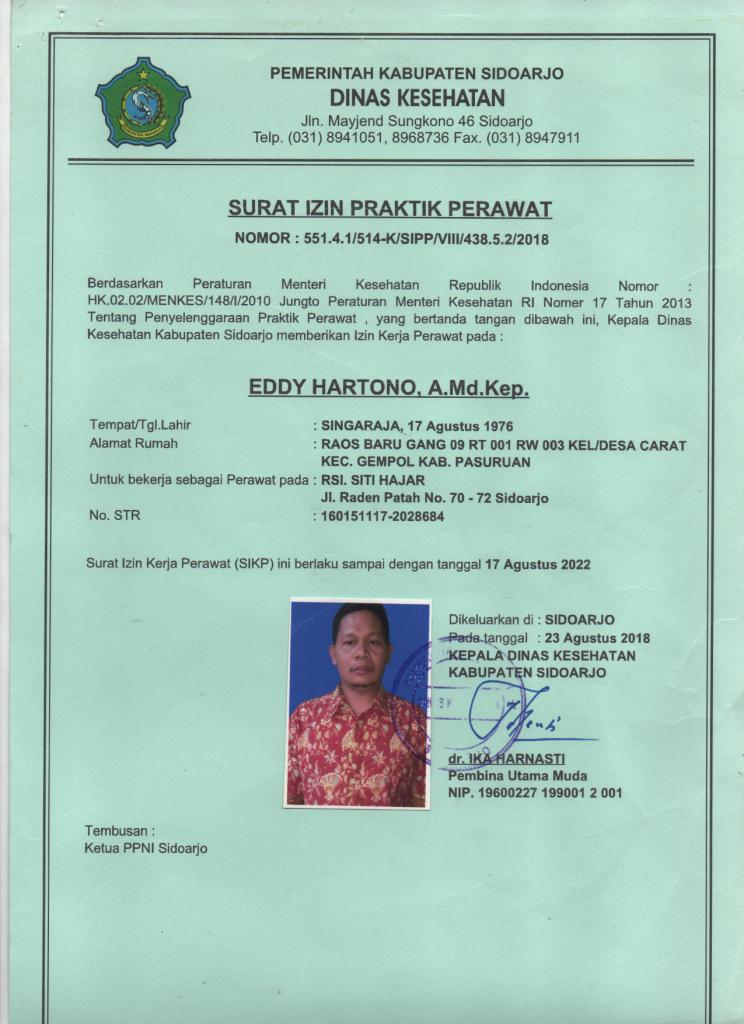 PEMERINTAH KABUPATEN SIDOARJO
DINAS KESEHATAN
Jln. Mayjend Sungkono 46 Sidoarjo
Telp. (031) 8941051, 8968736 Fax. (031) 8947911
SURAT IZIN PRAKTIK PERAWAT
NOMOR : 551.4.1/514-K/SIPP/VIII/438.5.2/2018
Berdasarkan Peraturan Menteri Kesehatan Republik Indonesia Nomor :
HK.02.02/MENKES/148/I/2010 Jungto Peraturan Menteri Kesehatan RI Nomer 17 Tahun 2013
Tentang Penyelenggaraan Praktik Perawat , yang bertanda tangan dibawah ini, Kepala Dinas
Kesehatan Kabupaten Sidoarjo memberikan Izin Kerja Perawat pada :
EDDY HARTONO, A.Md.Kep.
Tempat/Tgl.Lahir : SINGARAJA, 17 Agustus 1976
Alamat Rumah : RAOS BARU GANG 09 RT 001 RW 003 KEL/DESA CARAT
KEC. GEMPOL KAB. PASURUAN
Untuk bekerja sebagai Perawat pada : RSI. SITI HAJAR
Jl. Raden Patah No. 70 - 72 Sidoarjo
No. STR : 160151117-2028684
Surat Izin Kerja Perawat (SIKP) ini berlaku sampai dengan tanggal 17 Agustus 2022
Dikeluarkan di : SIDOARJO
Pada tanggal : 23 Agustus 2018
KEPALA DINAS KESEHATAN
KABUPATEN SIDOARJO
dr. IKA HARNASTI
Pembina Utama Muda
NIP. 19600227 199001 2 001
Tembusan :
Ketua PPNI Sidoarjo